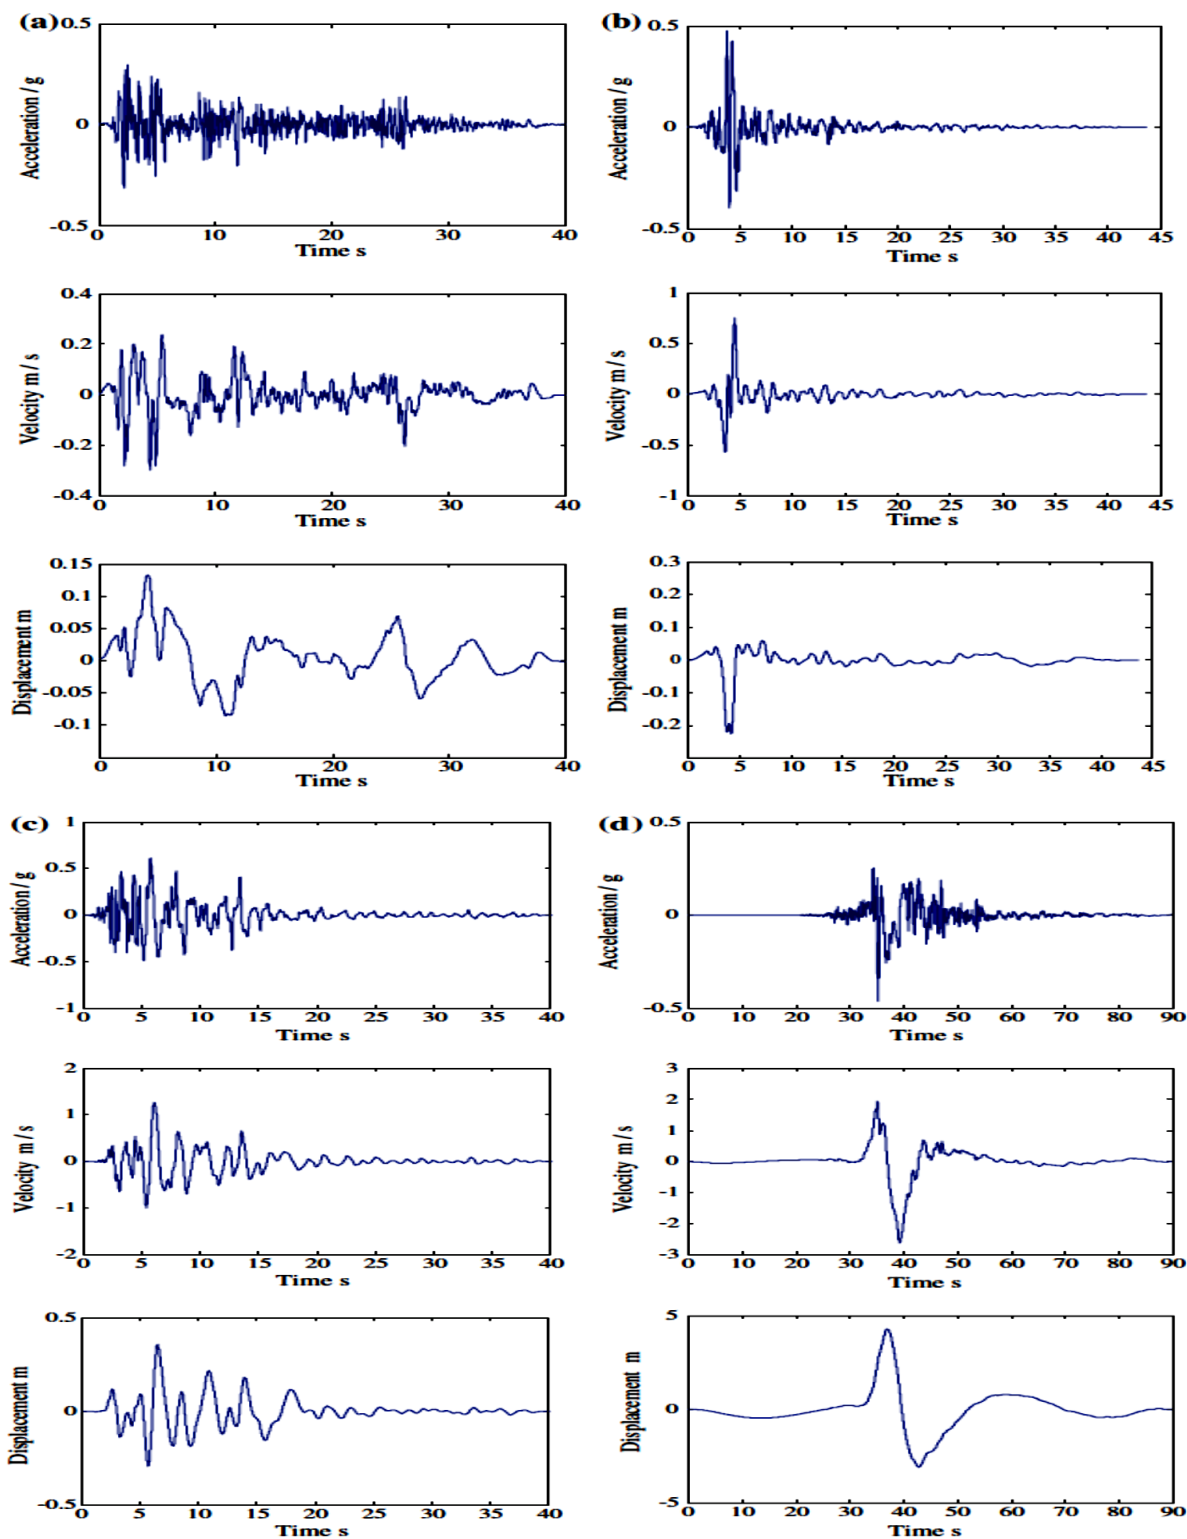 (a) 0.5
Acceleration / g
0
-0.5
0 10 20 30 40
Time s
0.4
0.2
Velocity m / s
0
-0.2
-0.4
0 10 20 30 40
Time s
0.15
0.1
0.05
Displacement m
0
-0.05
-0.1
0 10 20 30 40
Time s
(b) 0.5
Acceleration / g
0
-0.5
0 5 10 15 20 25 30 35 40 45
Time s
1
0.5
Velocity m / s
0
-0.5
-1
0 5 10 15 20 25 30 35 40 45
Time s
0.3
0.2
0.1
Displacement m
0
-0.1
-0.2
0 5 10 15 20 25 30 35 40 45
Time s
(c) 1
0.5
Acceleration / g
0
-0.5
-1
0 5 10 15 20 25 30 35 40
Time s
2
1
Velocity m / s
0
-1
-2
0 5 10 15 20 25 30 35 40
Time s
0.5
Displacement m
0
-0.5
0 5 10 15 20 25 30 35 40
Time s
(d) 0.5
Acceleration / g
0
-0.5
0 10 20 30 40 50 60 70 80 90
Time s
3
2
1
Velocity m / s
0
-1
-2
-3
0 10 20 30 40 50 60 70 80 90
Time s
5
Displacement m
0
-5
0 10 20 30 40 50 60 70 80 90
Time s